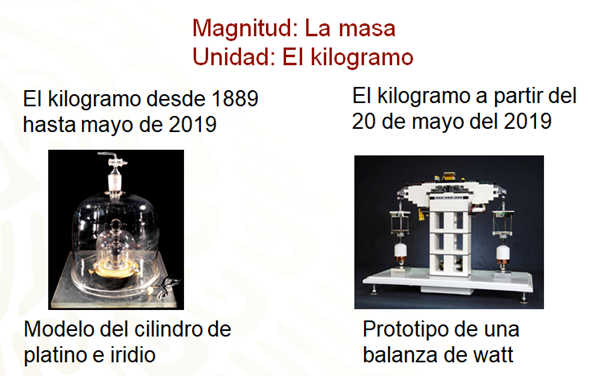 Magnitud: La masa
Unidad: El kilogramo
El kilogramo desde 1889
hasta mayo de 2019
El kilogramo a partir del
20 de mayo del 2019
Modelo del cilindro de
platino e iridio
Prototipo de una
balanza de watt